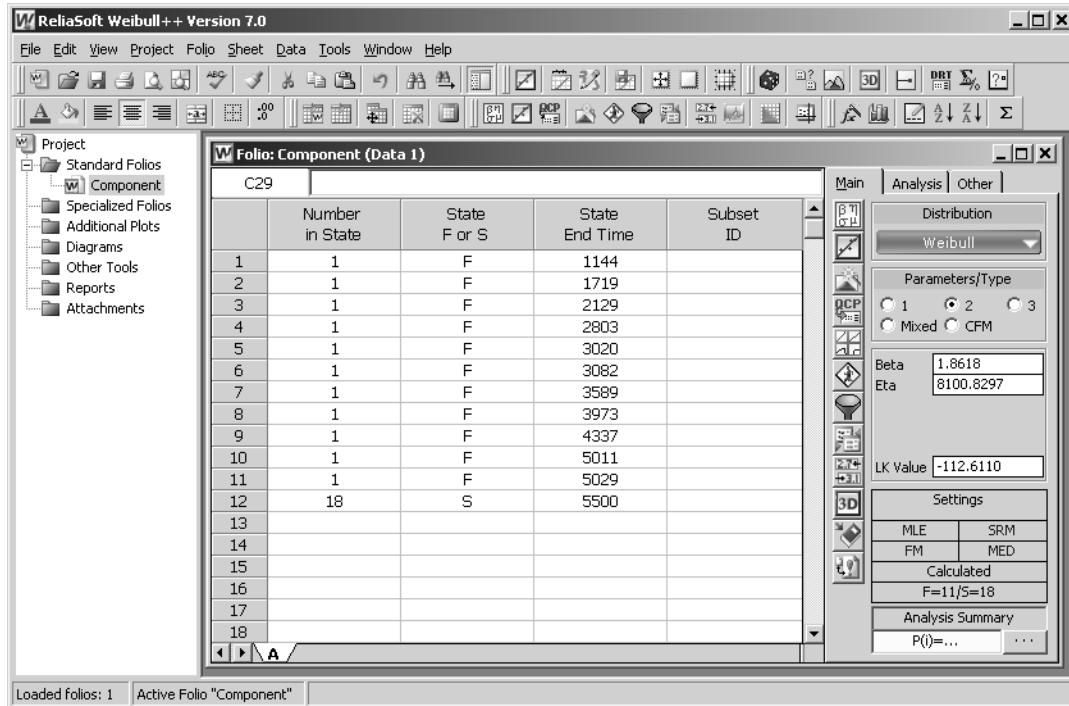 ReliaSoft Weibull++ Version 7.0
File Edit View Project Folio Sheet Data Tools Window Help
Project
Standard Folios
Component
Specialized Folios
Additional Plots
Diagrams
Other Tools
Reports
Attachments
Folio: Component (Data 1)
C29
Number in State State F or S State End Time Subset ID
1 1 F 1144
2 1 F 1719
3 1 F 2129
4 1 F 2803
5 1 F 3020
6 1 F 3082
7 1 F 3589
8 1 F 3973
9 1 F 4337
10 1 F 5011
11 1 F 5029
12 18 S 5500
13
14
15
16
17
18
A
Main Analysis Other
Distribution
Weibull
Parameters/Type
1 2 3
Mixed CFM
Beta 1.8618
Eta 8100.8297
LK Value -112.6110
Settings
MLE SRM
FM MED
Calculated
F=11/S=18
Analysis Summary
P(i)=... ...
βη
σμ
QCP
3D
Loaded folios: 1 Active Folio "Component"